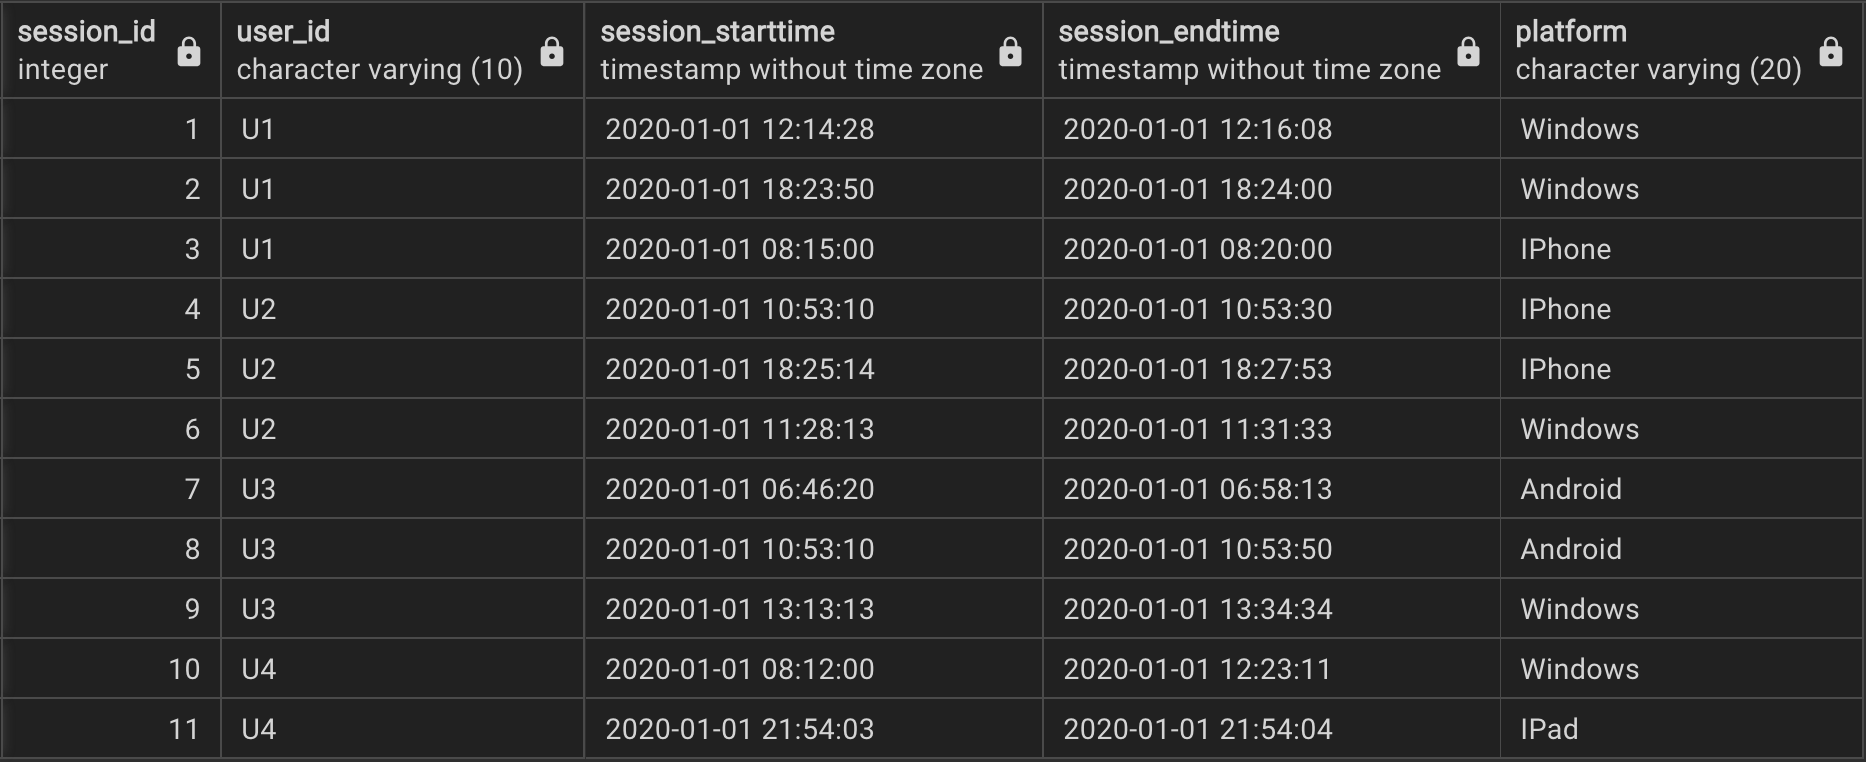 session_id user_id session_starttime session_endtime platform
integer character varying (10) timestamp without time zone timestamp without time zone character varying (20)
1 U1 2020-01-01 12:14:28 2020-01-01 12:16:08 Windows
2 U1 2020-01-01 18:23:50 2020-01-01 18:24:00 Windows
3 U1 2020-01-01 08:15:00 2020-01-01 08:20:00 IPhone
4 U2 2020-01-01 10:53:10 2020-01-01 10:53:30 IPhone
5 U2 2020-01-01 18:25:14 2020-01-01 18:27:53 IPhone
6 U2 2020-01-01 11:28:13 2020-01-01 11:31:33 Windows
7 U3 2020-01-01 06:46:20 2020-01-01 06:58:13 Android
8 U3 2020-01-01 10:53:10 2020-01-01 10:53:50 Android
9 U3 2020-01-01 13:13:13 2020-01-01 13:34:34 Windows
10 U4 2020-01-01 08:12:00 2020-01-01 12:23:11 Windows
11 U4 2020-01-01 21:54:03 2020-01-01 21:54:04 IPad